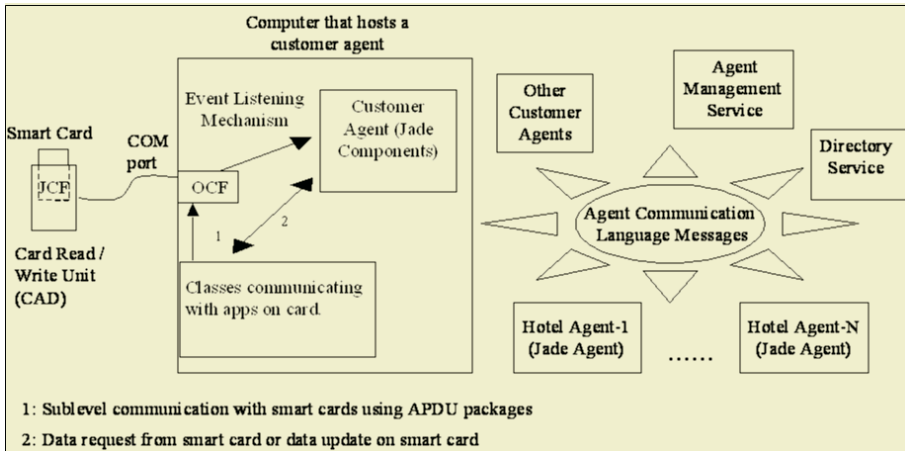 Computer that hosts a
customer agent
Event Listening
Mechanism
Customer
Agent (Jade
Components)
Smart Card
COM
port
JCF
OCF
1
2
Card Read /
Write Unit
(CAD)
Classes communicating
with apps on card.
Other
Customer
Agents
Agent
Management
Service
Directory
Service
Agent Communication
Language Messages
Hotel Agent-1
(Jade Agent)
......
Hotel Agent-N
(Jade Agent)
1: Sublevel communication with smart cards using APDU packages
2: Data request from smart card or data update on smart card